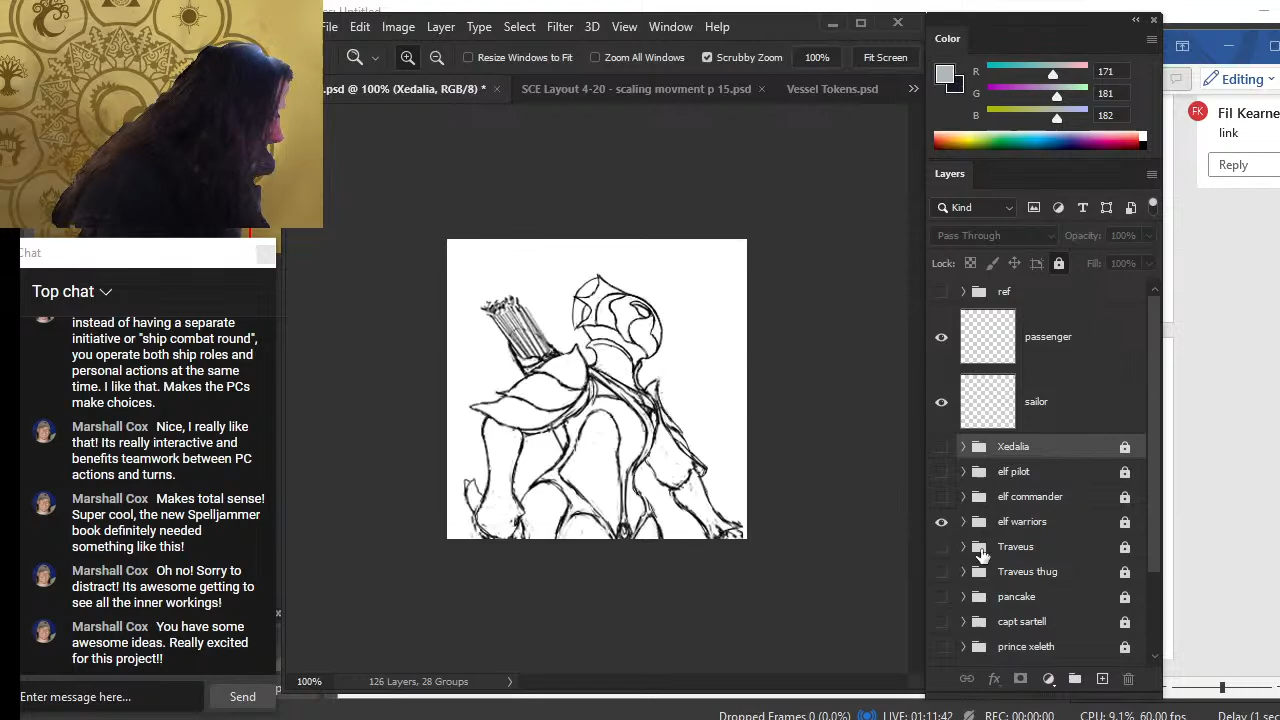 File Edit Image Layer Type Select Filter 3D View Window Help
Resize Windows to Fit Zoom All Windows Scrubby Zoom 100% Fit Screen
.psd @ 100% (Xedalia, RGB/8) * × SCE Layout 4-20 - scaling movment p 15.psd × Vessel Tokens.psd
Chat
Top chat
instead of having a separate
initiative or "ship combat round",
you operate both ship roles and
personal actions at the same
time. I like that. Makes the PCs
make choices.
Marshall Cox Nice, I really like
that! Its really interactive and
benefits teamwork between PC
actions and turns.
Marshall Cox Makes total sense!
Super cool, the new Spelljammer
book definitely needed
something like this!
Marshall Cox Oh no! Sorry to
distract! Its awesome getting to
see all the inner workings!
Marshall Cox You have some
awesome ideas. Really excited
for this project!!
Enter message here...
Send
100% 126 Layers, 28 Groups
Color
R 171
G 181
B 182
Layers
Kind
Pass Through Opacity: 100%
Lock: Fill: 100%
ref
passenger
sailor
Xedalia
elf pilot
elf commander
elf warriors
Traveus
Traveus thug
pancake
capt sartell
prince xeleth
Editing
FK Fil Kearne
link
Reply
Dropped Frames 0 (0.0%) LIVE: 01:11:42 REC: 00:00:00 CPU: 9.1%, 60.00 fps Delay (1 sec